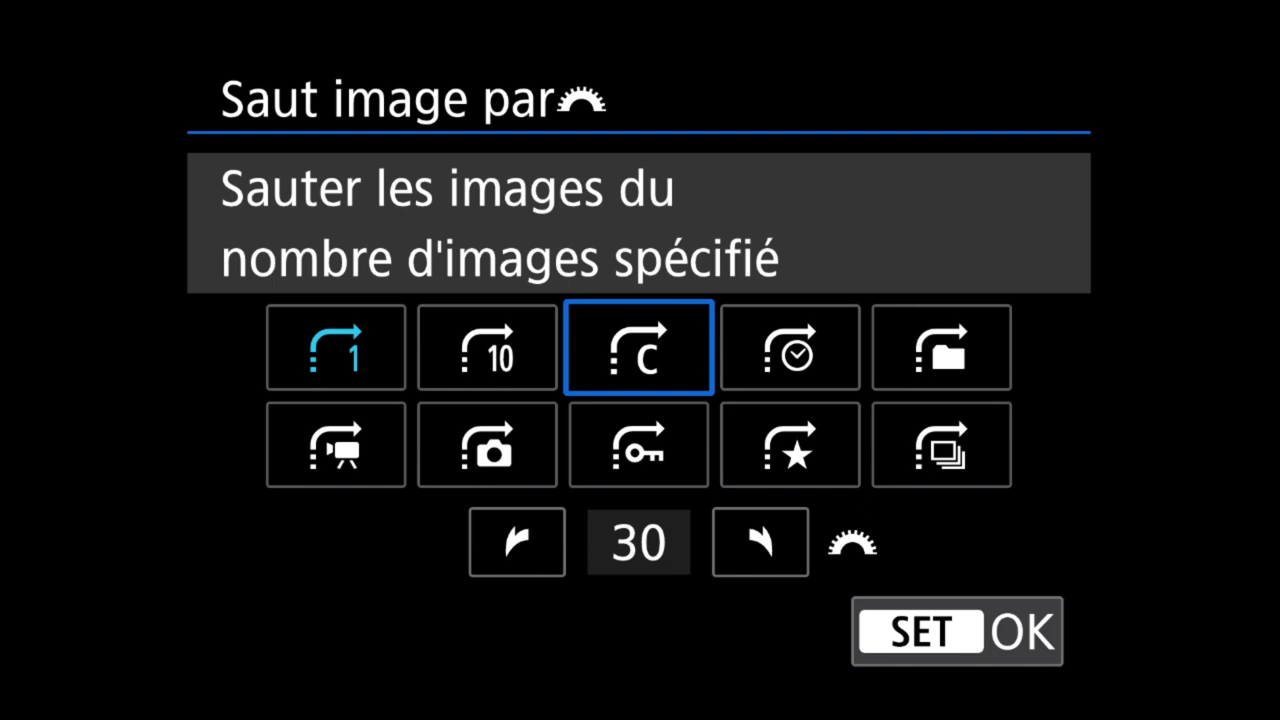 Saut image par
Sauter les images du
nombre d'images spécifié
1 10 C
30
SET OK